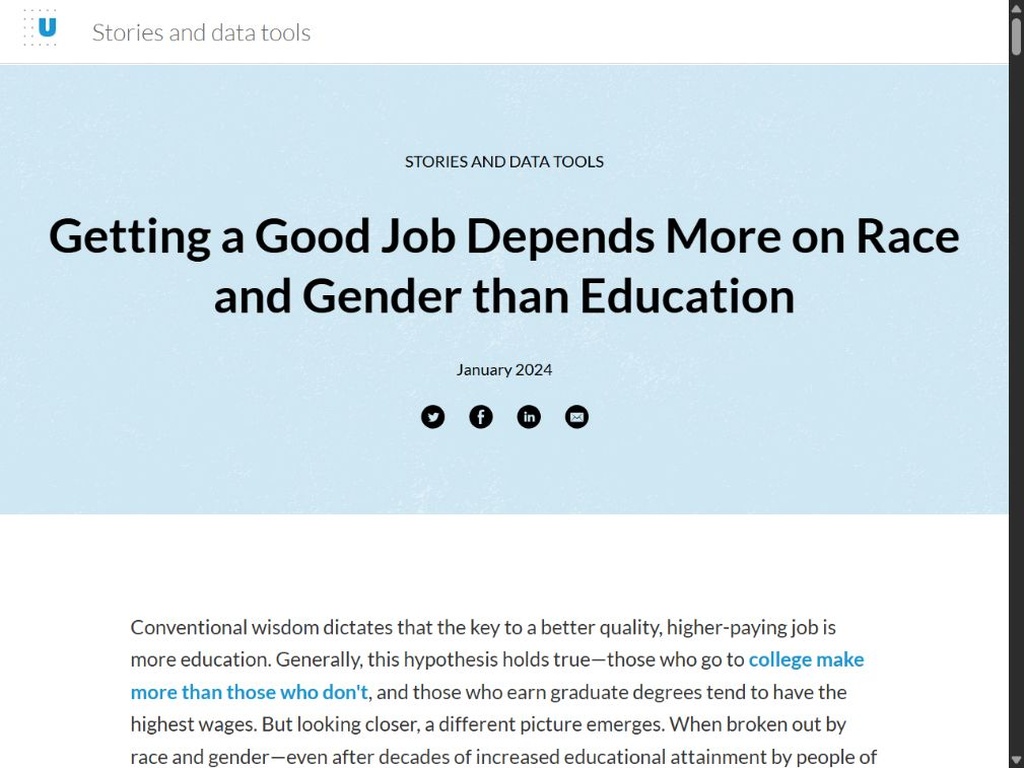 U
Stories and data tools
STORIES AND DATA TOOLS
Getting a Good Job Depends More on Race
and Gender than Education
January 2024
Conventional wisdom dictates that the key to a better quality, higher-paying job is
more education. Generally, this hypothesis holds true—those who go to college make
more than those who don't, and those who earn graduate degrees tend to have the
highest wages. But looking closer, a different picture emerges. When broken out by
race and gender—even after decades of increased educational attainment by people of